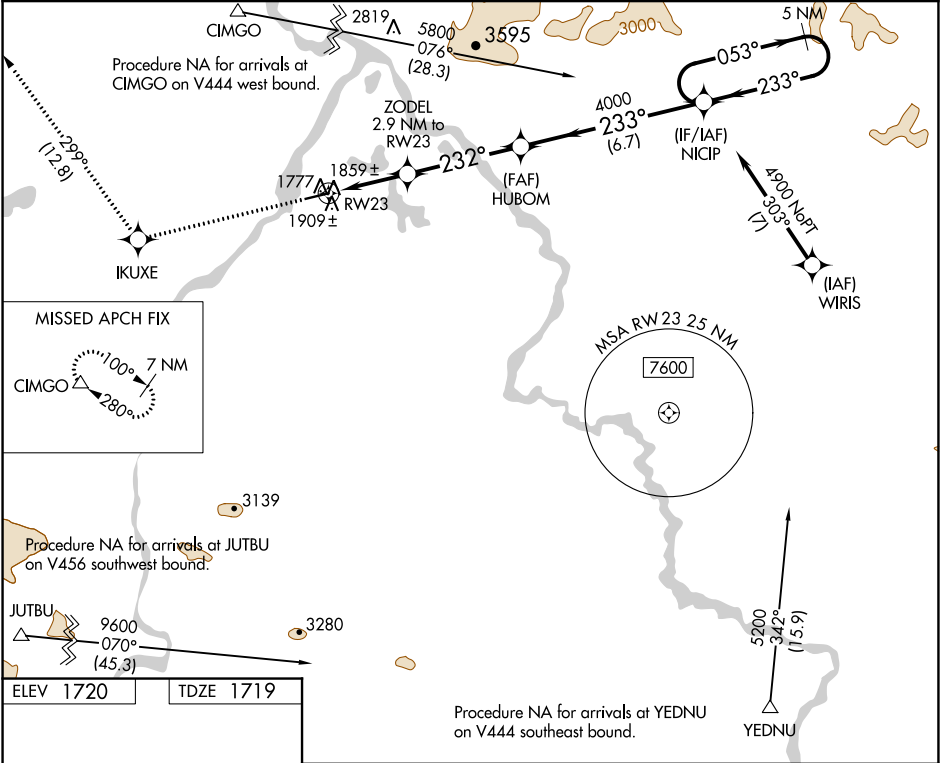 CIMGO
2819
5800
076°
(28.3)
3595
3000
5 NM
Procedure NA for arrivals at
CIMGO on V444 west bound.
053°
233°
ZODEL
2.9 NM to
RW23
4000
233°
(6.7)
(IF/IAF)
NICIP
299°
(12.8)
232°
(FAF)
HUBOM
1859±
1777
RW23
1909±
4900 NoPT
303°
(7)
(IAF)
WIRIS
IKUXE
MISSED APCH FIX
100°
7 NM
CIMGO
280°
MSA RW 23 25 NM
7600
3139
Procedure NA for arrivals at JUTBU
on V456 southwest bound.
JUTBU
9600
070°
(45.3)
3280
5200
342°
(15.9)
ELEV 1720
TDZE 1719
Procedure NA for arrivals at YEDNU
on V444 southeast bound.
YEDNU